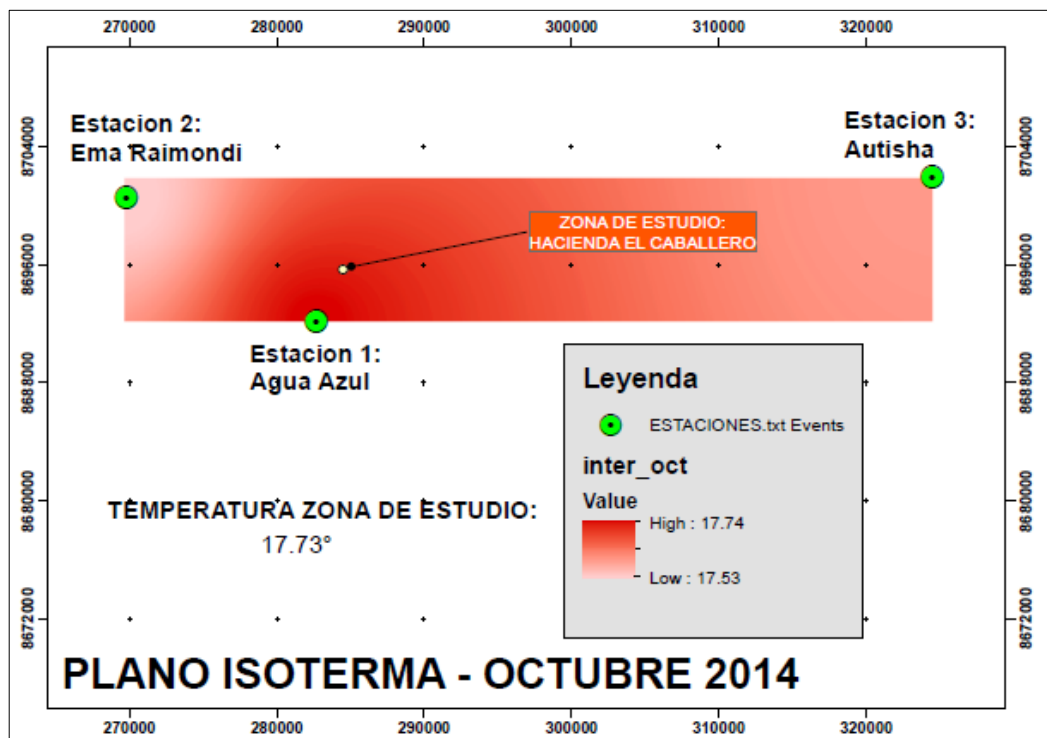 270000 280000 290000 300000 310000 320000
Estacion 2:
Ema Raimondi
Estacion 3:
Autisha
8704000
8704000
ZONA DE ESTUDIO:
HACIENDA EL CABALLERO
8696000
8696000
Estacion 1:
Agua Azul
8688000
8688000
Leyenda
ESTACIONES.txt Events
inter_oct
Value
High : 17.74
Low : 17.53
TEMPERATURA ZONA DE ESTUDIO:
17.73°
8680000
8680000
8672000
8672000
PLANO ISOTERMA - OCTUBRE 2014
270000 280000 290000 300000 310000 320000